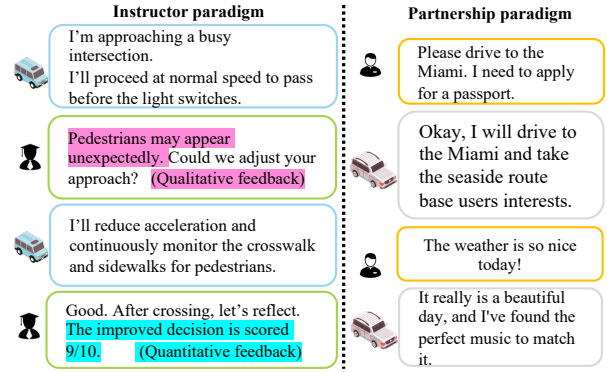 Instructor paradigm
I'm approaching a busy
intersection.
I'll proceed at normal speed to pass
before the light switches.
Pedestrians may appear
unexpectedly. Could we adjust your
approach? (Qualitative feedback)
I'll reduce acceleration and
continuously monitor the crosswalk
and sidewalks for pedestrians.
Good. After crossing, let's reflect.
The improved decision is scored
9/10. (Quantitative feedback)
Partnership paradigm
Please drive to the
Miami. I need to apply
for a passport.
Okay, I will drive to
the Miami and take
the seaside route
base users interests.
The weather is so nice
today!
It really is a beautiful
day, and I've found the
perfect music to match
it.